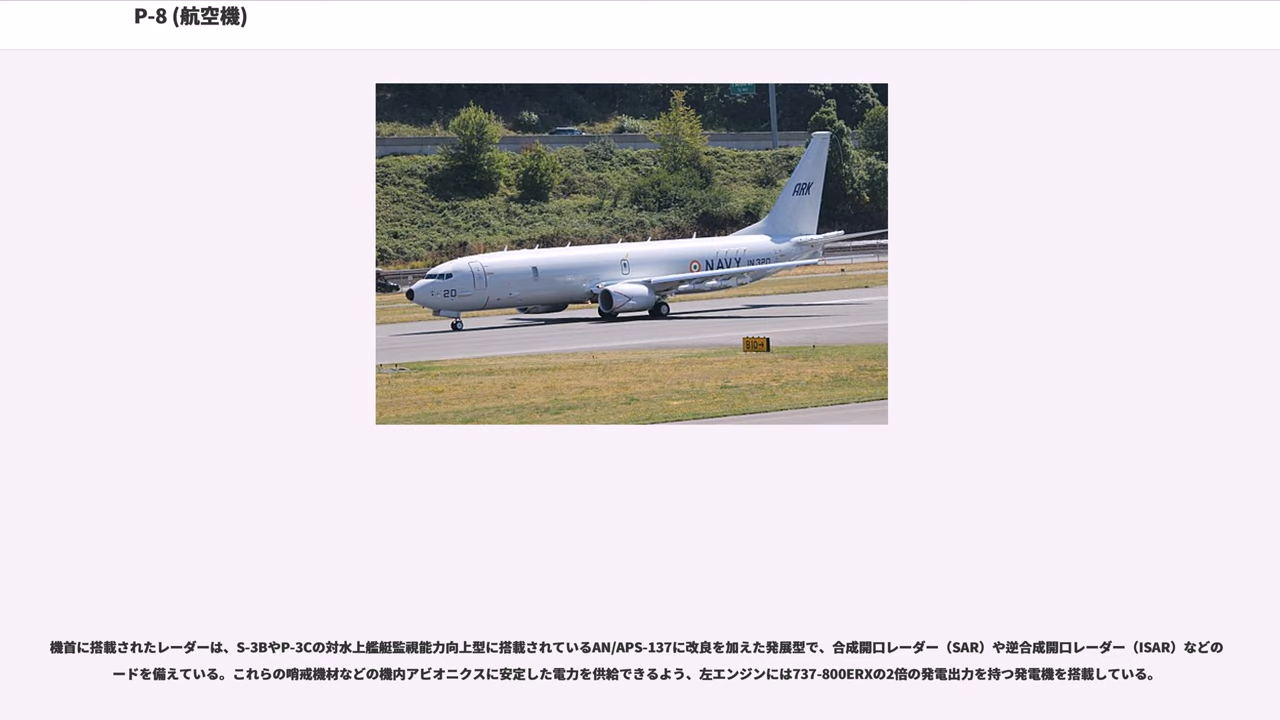 P-8 (航空機)
ARK
NAVY IN 320
20
B10→
機首に搭載されたレーダーは、S-3BやP-3Cの対水上艦艇監視能力向上型に搭載されているAN/APS-137に改良を加えた発展型で、合成開口レーダー（SAR）や逆合成開口レーダー（ISAR）などの
ードを備えている。これらの哨戒機材などの機内アビオニクスに安定した電力を供給できるよう、左エンジンには737-800ERXの2倍の発電出力を持つ発電機を搭載している。